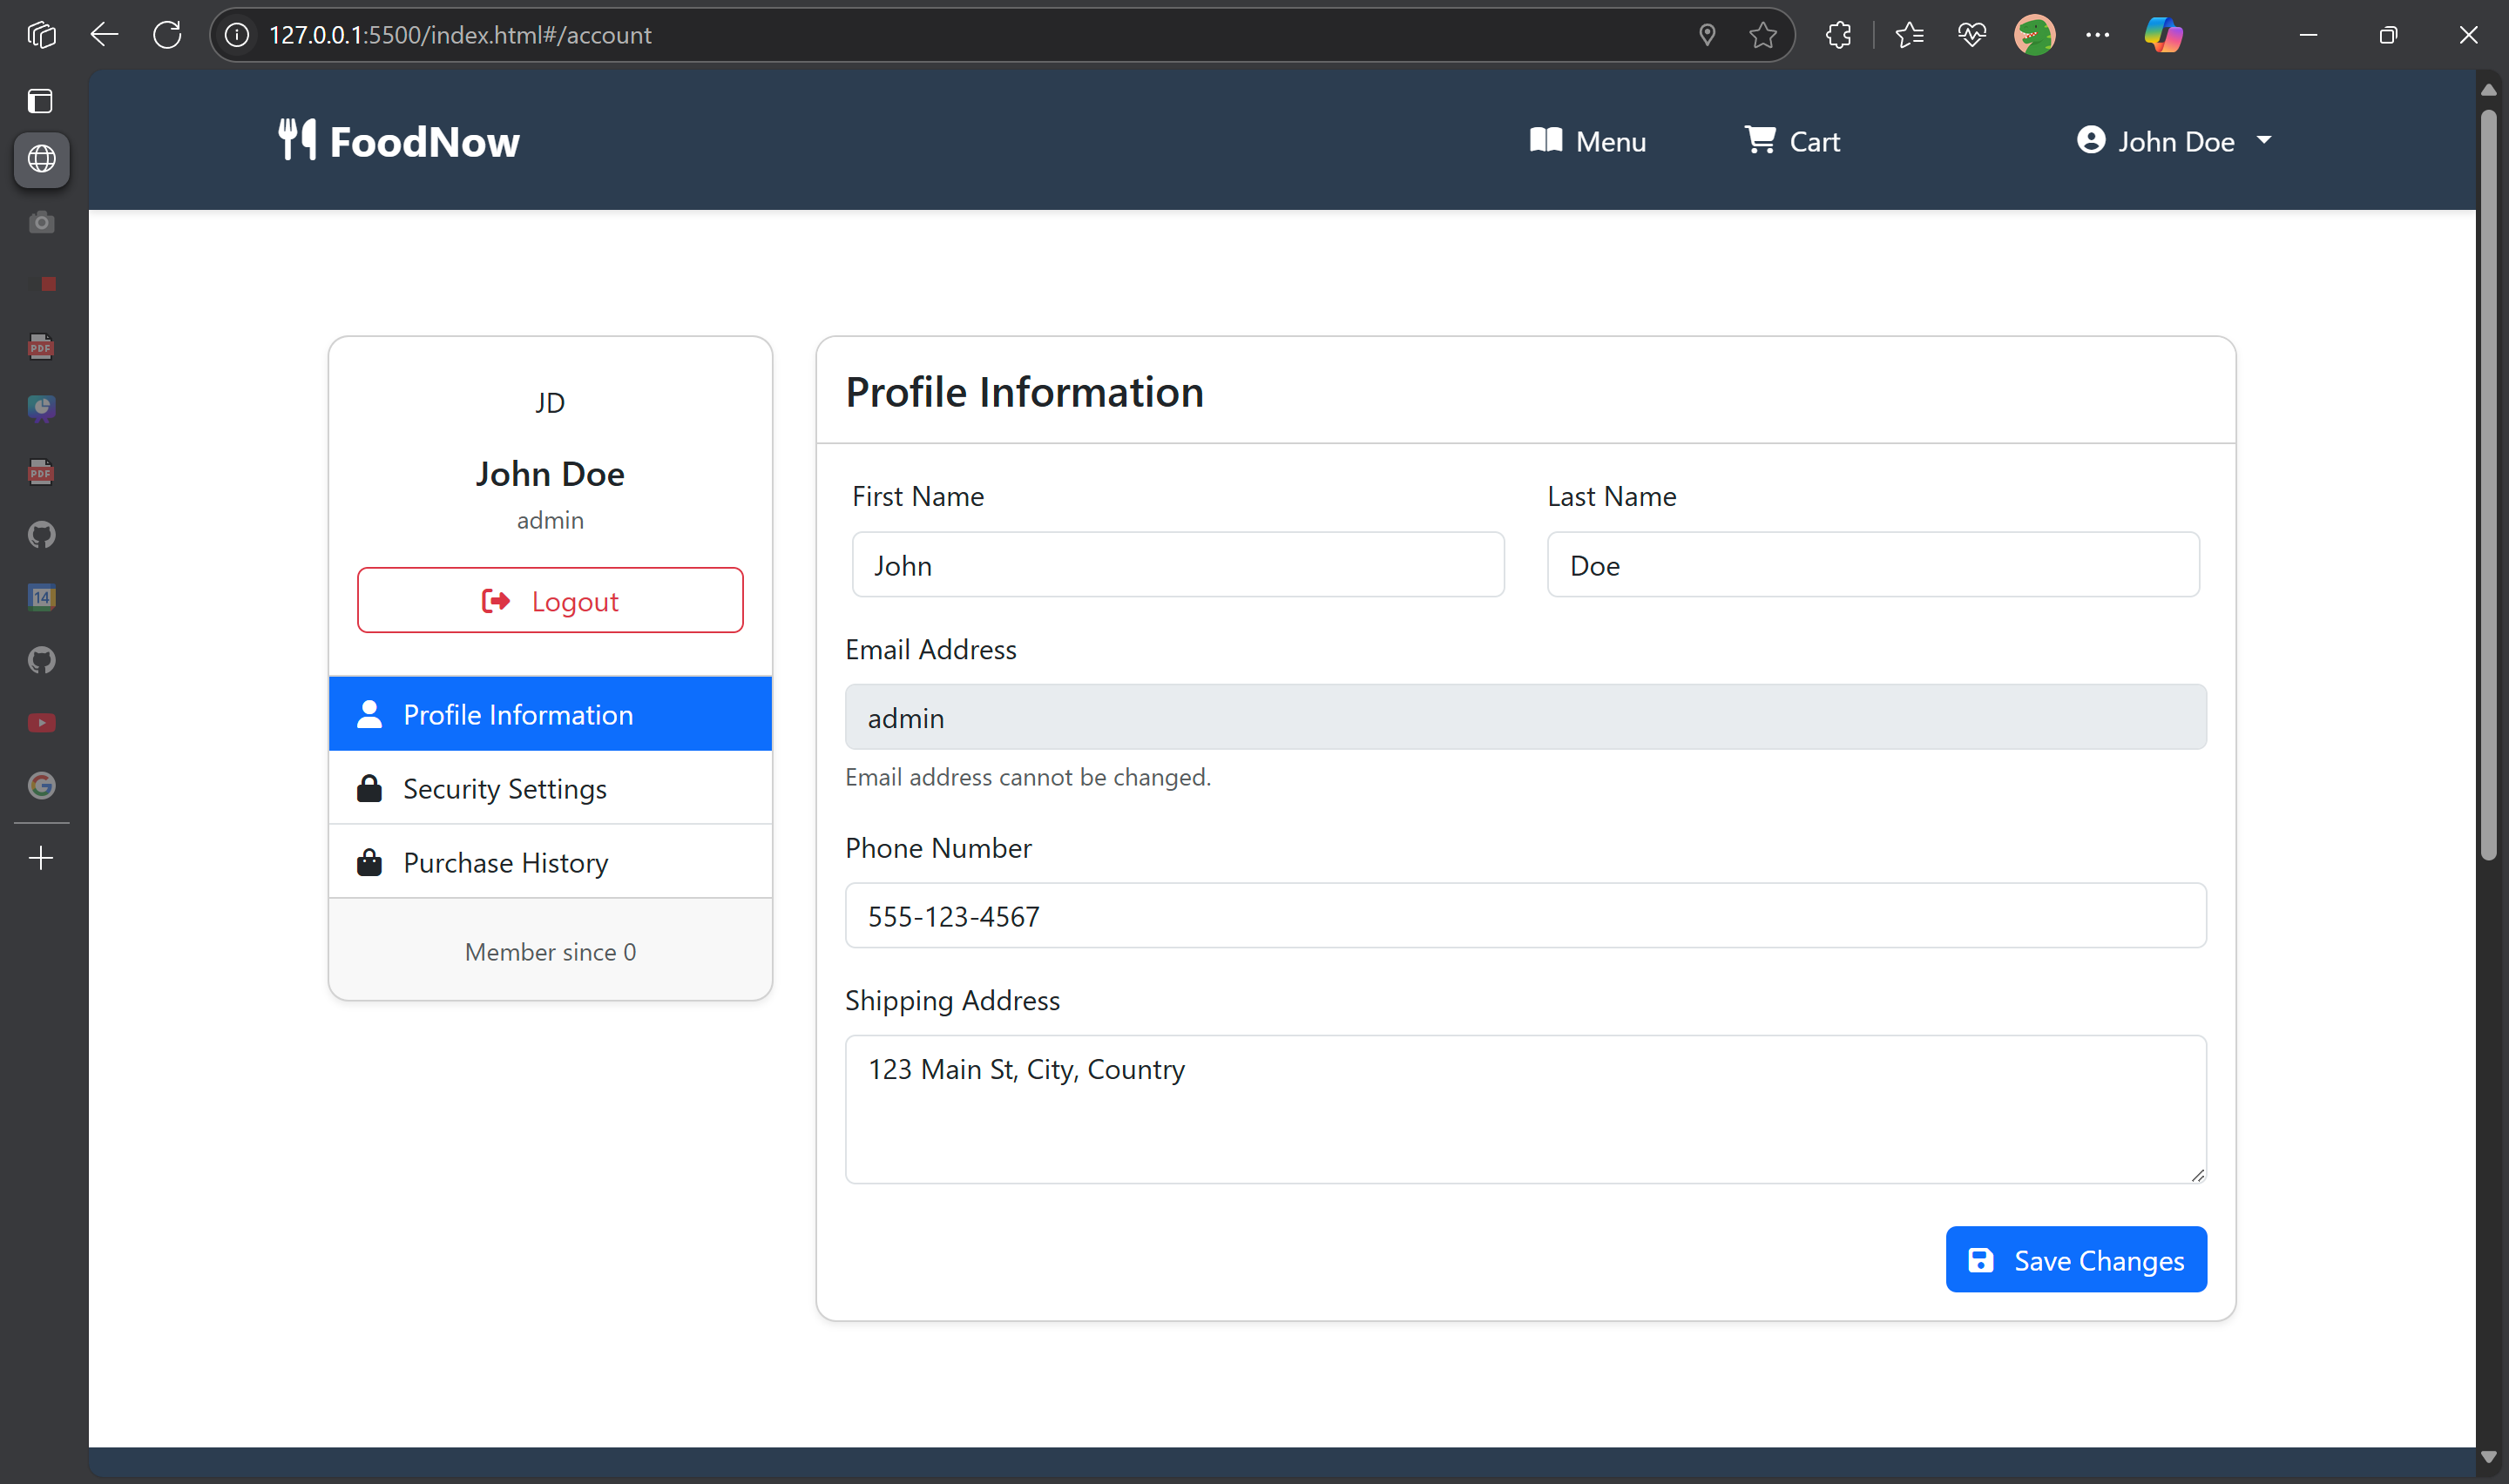 127.0.0.1:5500/index.html#/account
FoodNow
Menu
Cart
John Doe
PDF
PDF
14
JD
John Doe
admin
Logout
Profile Information
Security Settings
Purchase History
Member since 0
Profile Information
First Name
Last Name
John
Doe
Email Address
admin
Email address cannot be changed.
Phone Number
555-123-4567
Shipping Address
123 Main St, City, Country
Save Changes